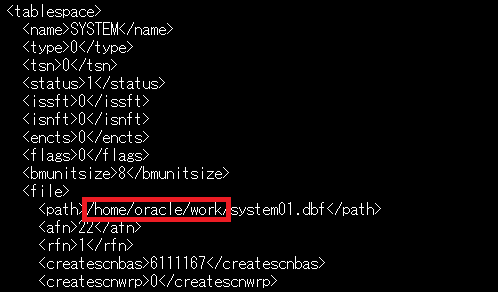 <tablespace>
<name>SYSTEM</name>
<type>0</type>
<tsn>0</tsn>
<status>1</status>
<issft>0</issft>
<isnft>0</isnft>
<encts>0</encts>
<flags>0</flags>
<bmunitsize>8</bmunitsize>
<file>
<path>/home/oracle/work/system01.dbf</path>
<afn>22</afn>
<rfn>1</rfn>
<createscnbas>6111167</createscnbas>
<createscnwrp>0</createscnwrp>